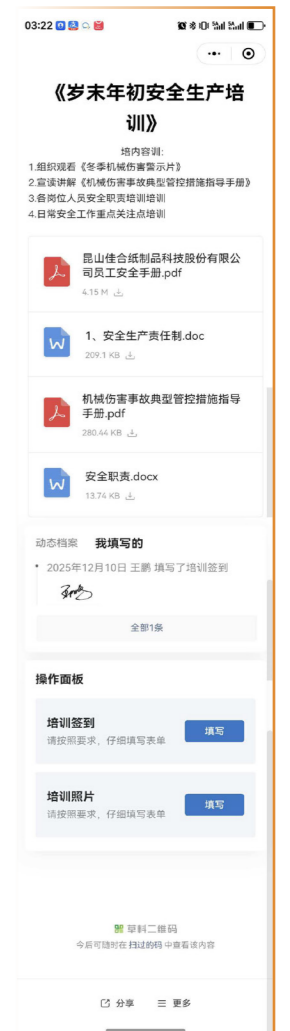 03:22
《岁末年初安全生产培
训》
培内容训:
1.组织观看《冬季机械伤害警示片》
2.宣读讲解《机械伤害事故典型管控措施指导手册》
3.各岗位人员安全职责培训培训
4.日常安全工作重点关注点培训
昆山佳合纸制品科技股份有限公
司员工安全手册.pdf
4.15 M
1、安全生产责任制.doc
209.1 KB
机械伤害事故典型管控措施指导
手册.pdf
280.44 KB
安全职责.docx
13.74 KB
动态档案 我填写的
2025年12月10日 王鹏 填写了培训签到
全部1条
操作面板
培训签到
请按照要求，仔细填写表单
填写
培训照片
请按照要求，仔细填写表单
填写
草料二维码
今后可随时在 扫过的码 中查看该内容
分享 更多